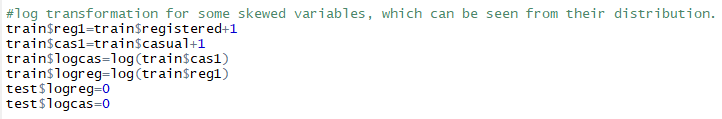 #log transformation for some skewed variables, which can be seen from their distribution.
train$reg1=train$registered+1
train$cas1=train$casual+1
train$logcas=log(train$cas1)
train$logreg=log(train$reg1)
test$logreg=0
test$logcas=0